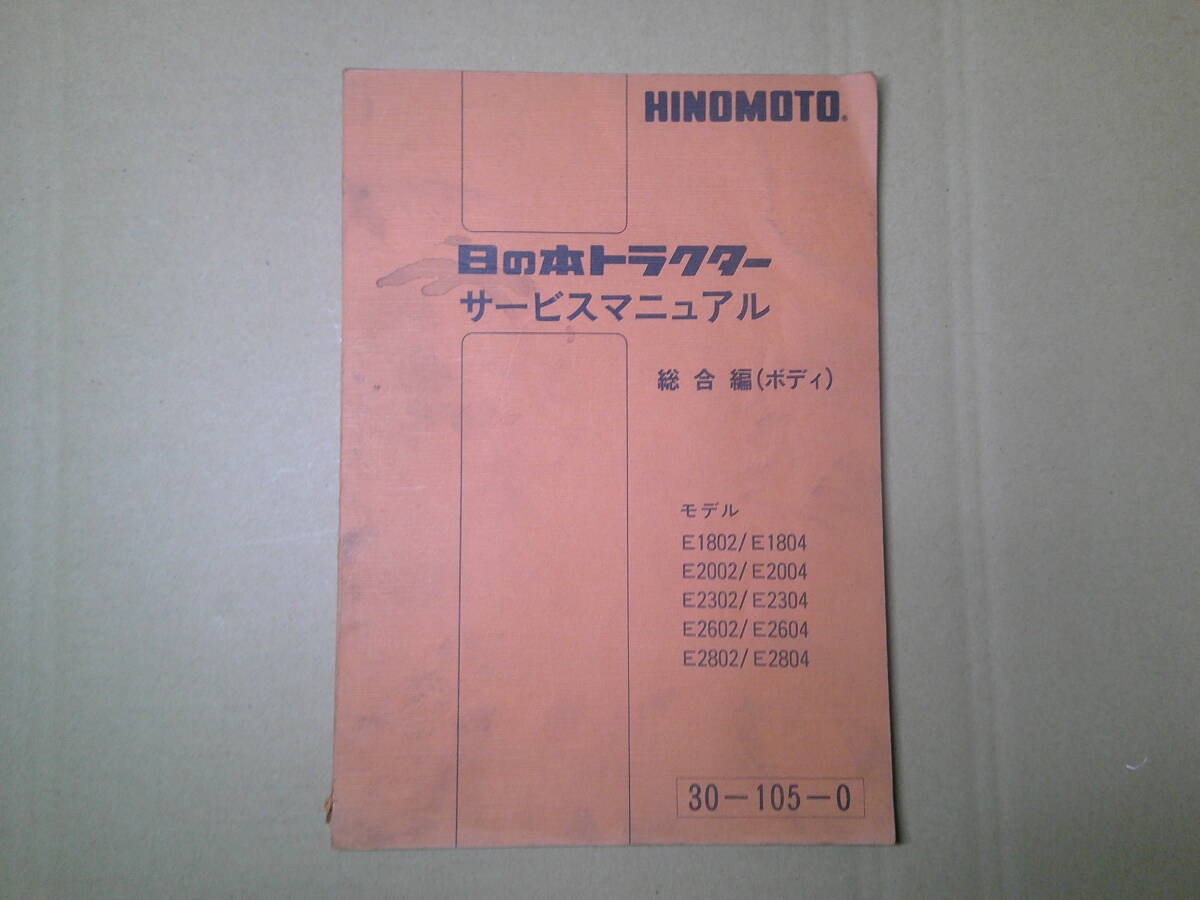 HINOMOTO®
日の本トラクター
サービスマニュアル
総合編(ボディ)
モデル
E1802/E1804
E2002/E2004
E2302/E2304
E2602/E2604
E2802/E2804
30-105-0